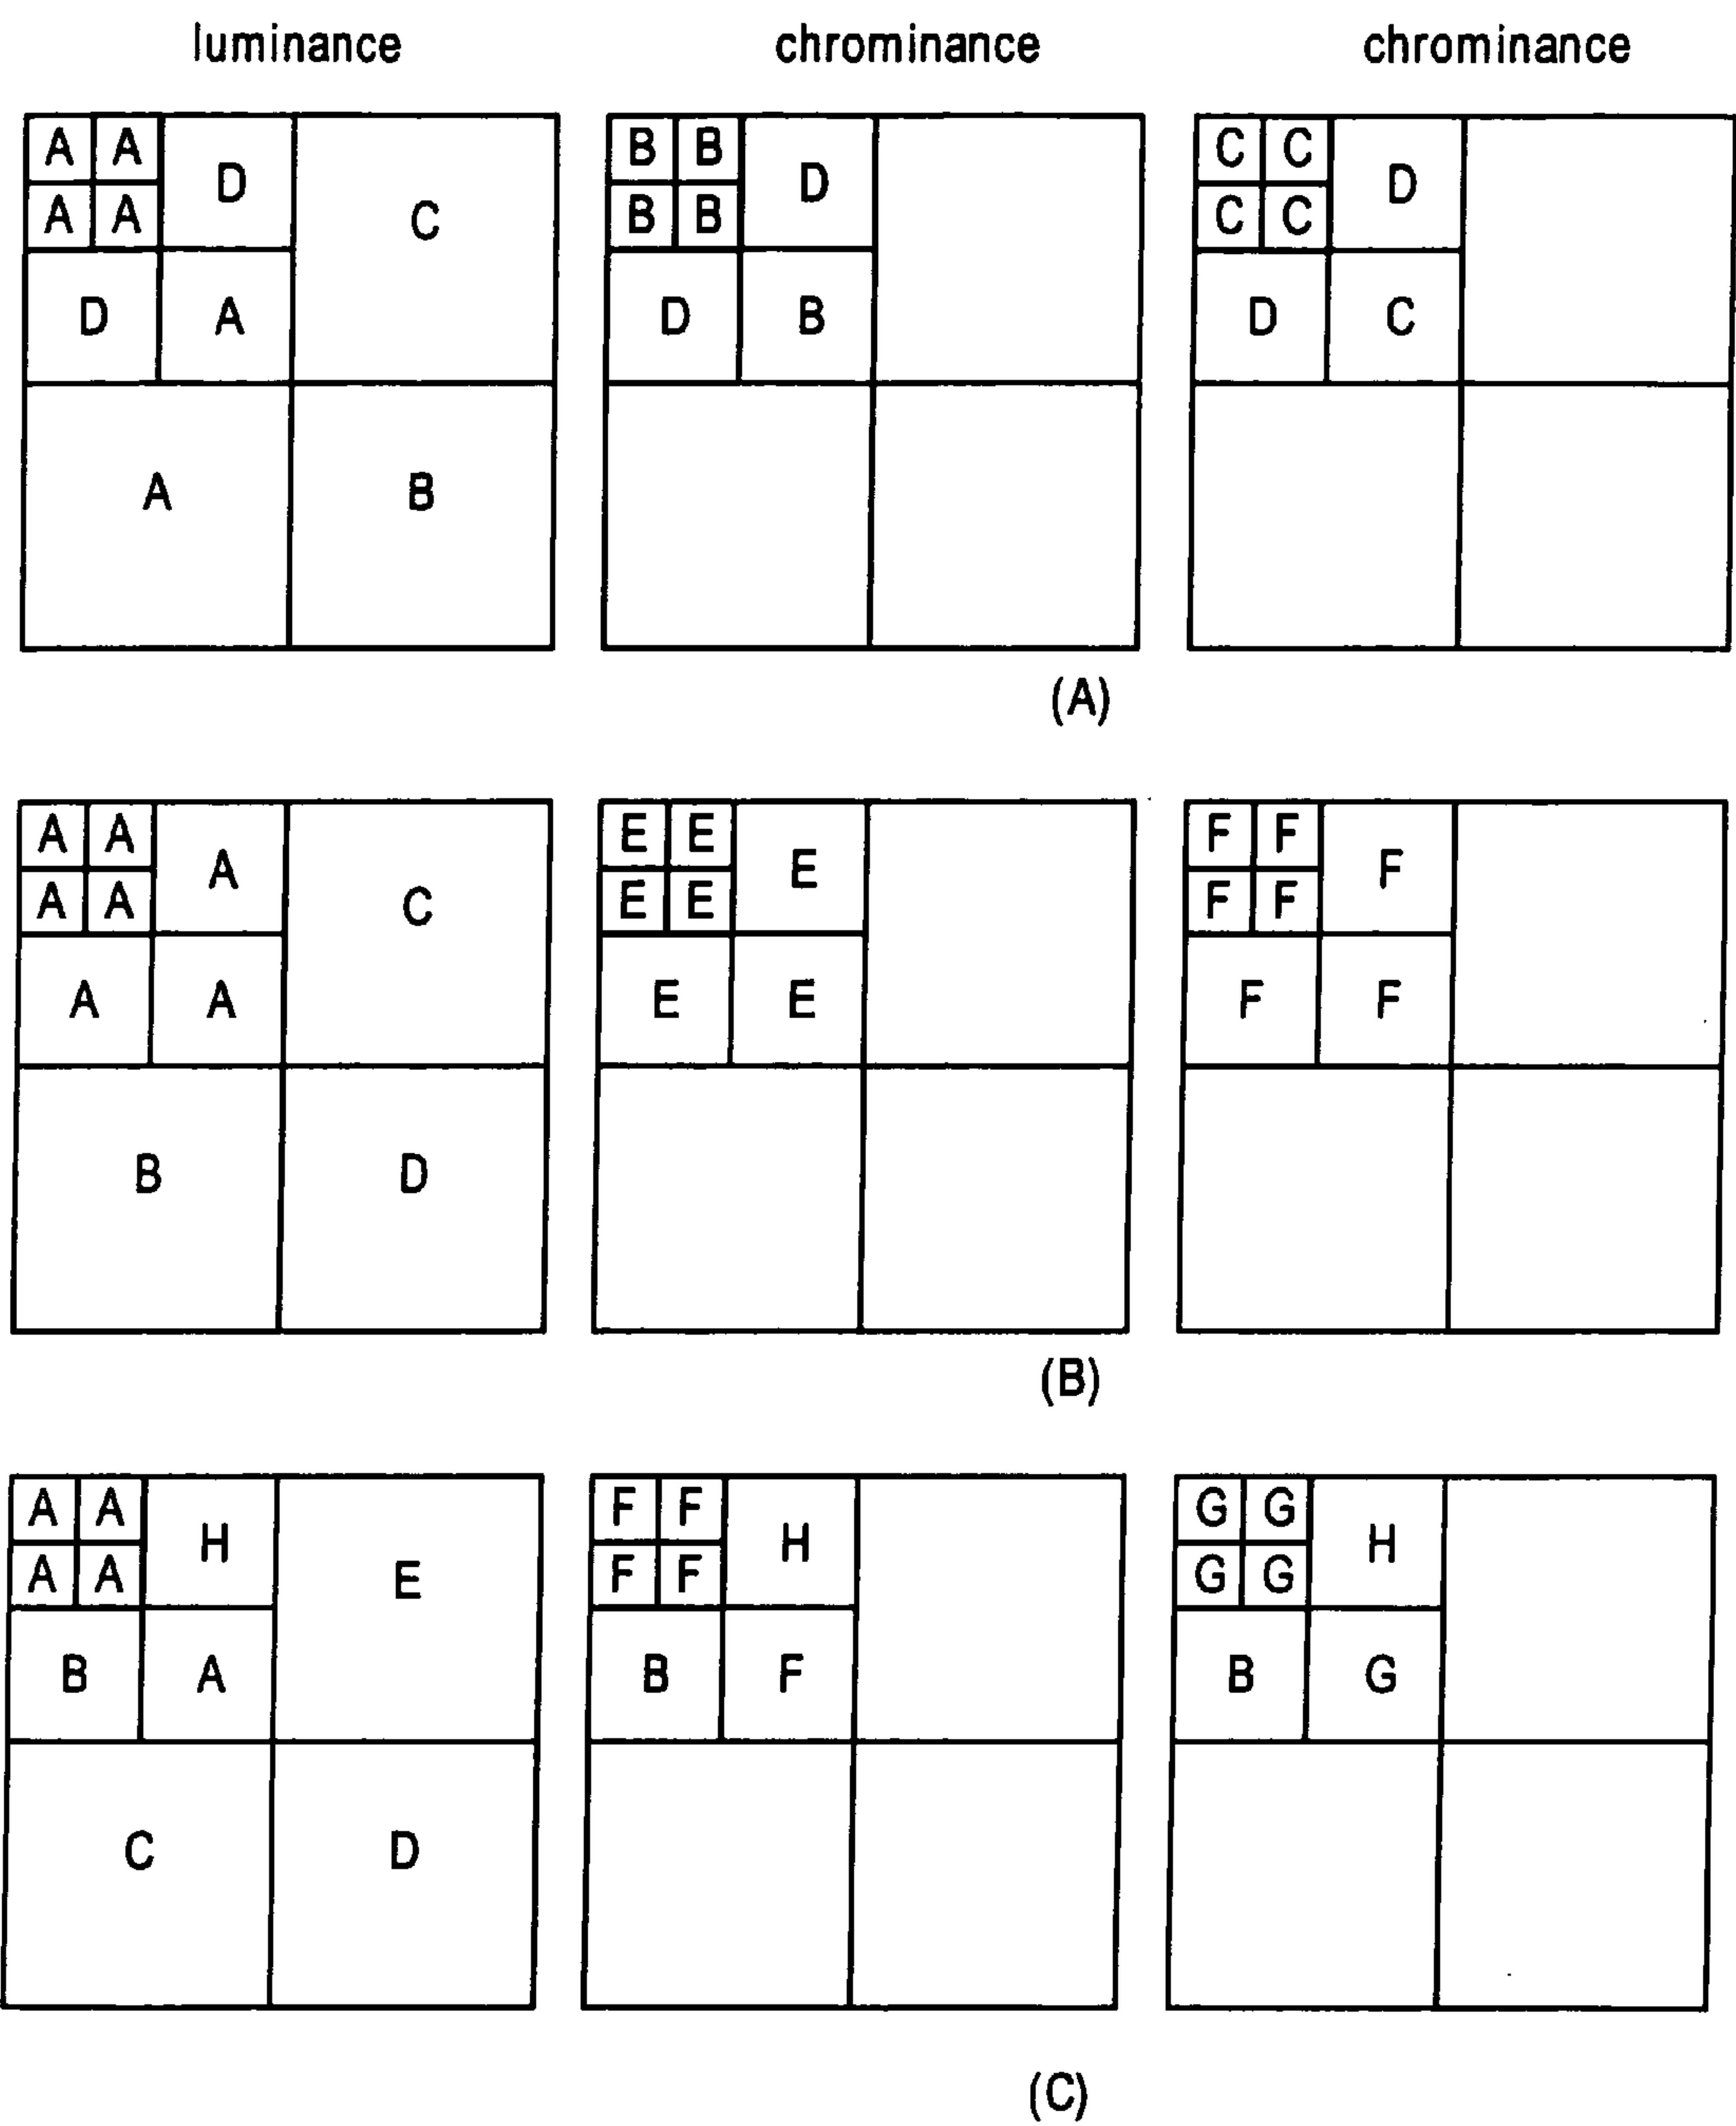 luminance chrominance chrominance
A A D C B B D C C D
A A B B C C
D A D B D C
A B
(A)
A A A C E E E F F F
A A E E F F
A A E E F F
B D
(B)
A A H E F F H G G H
A A F F G G
B A B F B G
C D
(C)